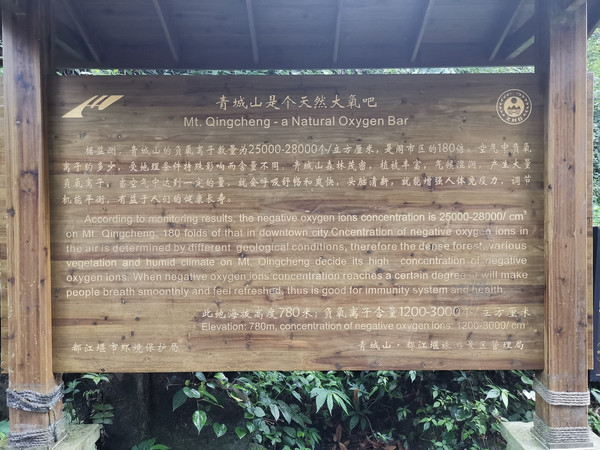 青城山是个天然大氧吧
Mt. Qingcheng - a Natural Oxygen Bar
据监测，青城山的负氧离子数量为25000-28000个/立方厘米，是闹市区的180倍。空气中负氧
离子的多少，受地理条件特殊影响而含量不同。青城山森林茂密，植被丰富，气候湿润，产生大量
负氧离子，当空气中达到一定的量，就会呼吸舒畅和爽快，头脑清新，就能增强人体免疫力，调节
机能平衡，有益于人们的健康长寿。
According to monitoring results, the negative oxygen ions concentration is 25000-28000/ cm³
on Mt. Qingcheng, 180 folds of that in downtown city.Cncentration of negative oxygen ions in
the air is determined by different geological conditions, therefore the dense forest, various
vegelation and humid climate on Mt. Qingcheng decide its high concentration of negative
oxygen ions. When negative oxygen ions concentration reaches a certain degree it will make
people breath smoonthly and feel refreshed, thus is good for immunity system and health.
此地海拔高度780米；负氧离子含量1200-3000个/立方厘米
Elevation: 780m, concentration of negative oxygen ions: 1200-3000/ cm³
都江堰市环境保护局
青城山·都江堰旅游景区管理局